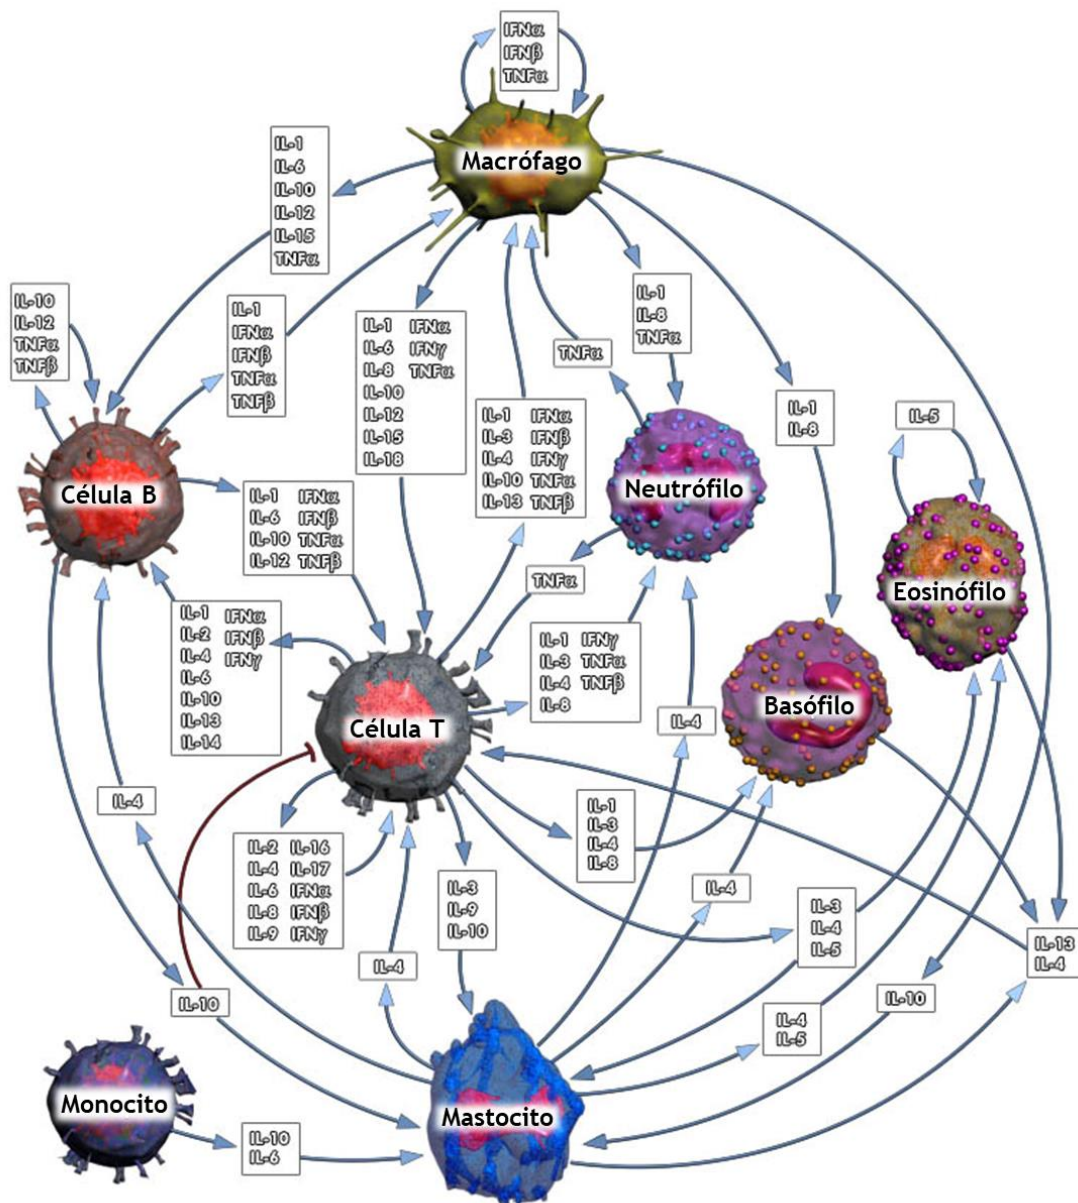 IFNα
IFNβ
TNFα
Macrófago
IL-1
IL-6
IL-10
IL-12
IL-15
TNFα
IL-10
IL-12
TNFα
TNFβ
IL-1
IFNα
IFNβ
TNFα
TNFβ
IL-1 IFNα
IL-6 IFNγ
IL-8 TNFα
IL-10
IL-12
IL-15
IL-18
IL-1
IL-8
TNFα
TNFα
IL-1 IFNα
IL-3 IFNβ
IL-4 IFNγ
IL-10 TNFα
IL-13 TNFβ
IL-1
IL-8
IL-5
Célula B
Neutrófilo
IL-1 IFNα
IL-6 IFNβ
IL-10 TNFα
IL-12 TNFβ
TNFα
Eosinófilo
IL-1 IFNα
IL-2 IFNβ
IL-4 IFNγ
IL-6
IL-10
IL-13
IL-14
IL-1 IFNγ
IL-3 TNFα
IL-4 TNFβ
IL-8
Célula T
IL-4
Basófilo
IL-4
IL-2 IL-16
IL-4 IL-17
IL-6 IFNα
IL-8 IFNβ
IL-9 IFNγ
IL-1
IL-3
IL-4
IL-8
IL-3
IL-9
IL-10
IL-4
IL-3
IL-4
IL-5
IL-13
IL-4
IL-4
IL-10
IL-10
IL-4
IL-5
Monocito
Mastocito
IL-10
IL-6